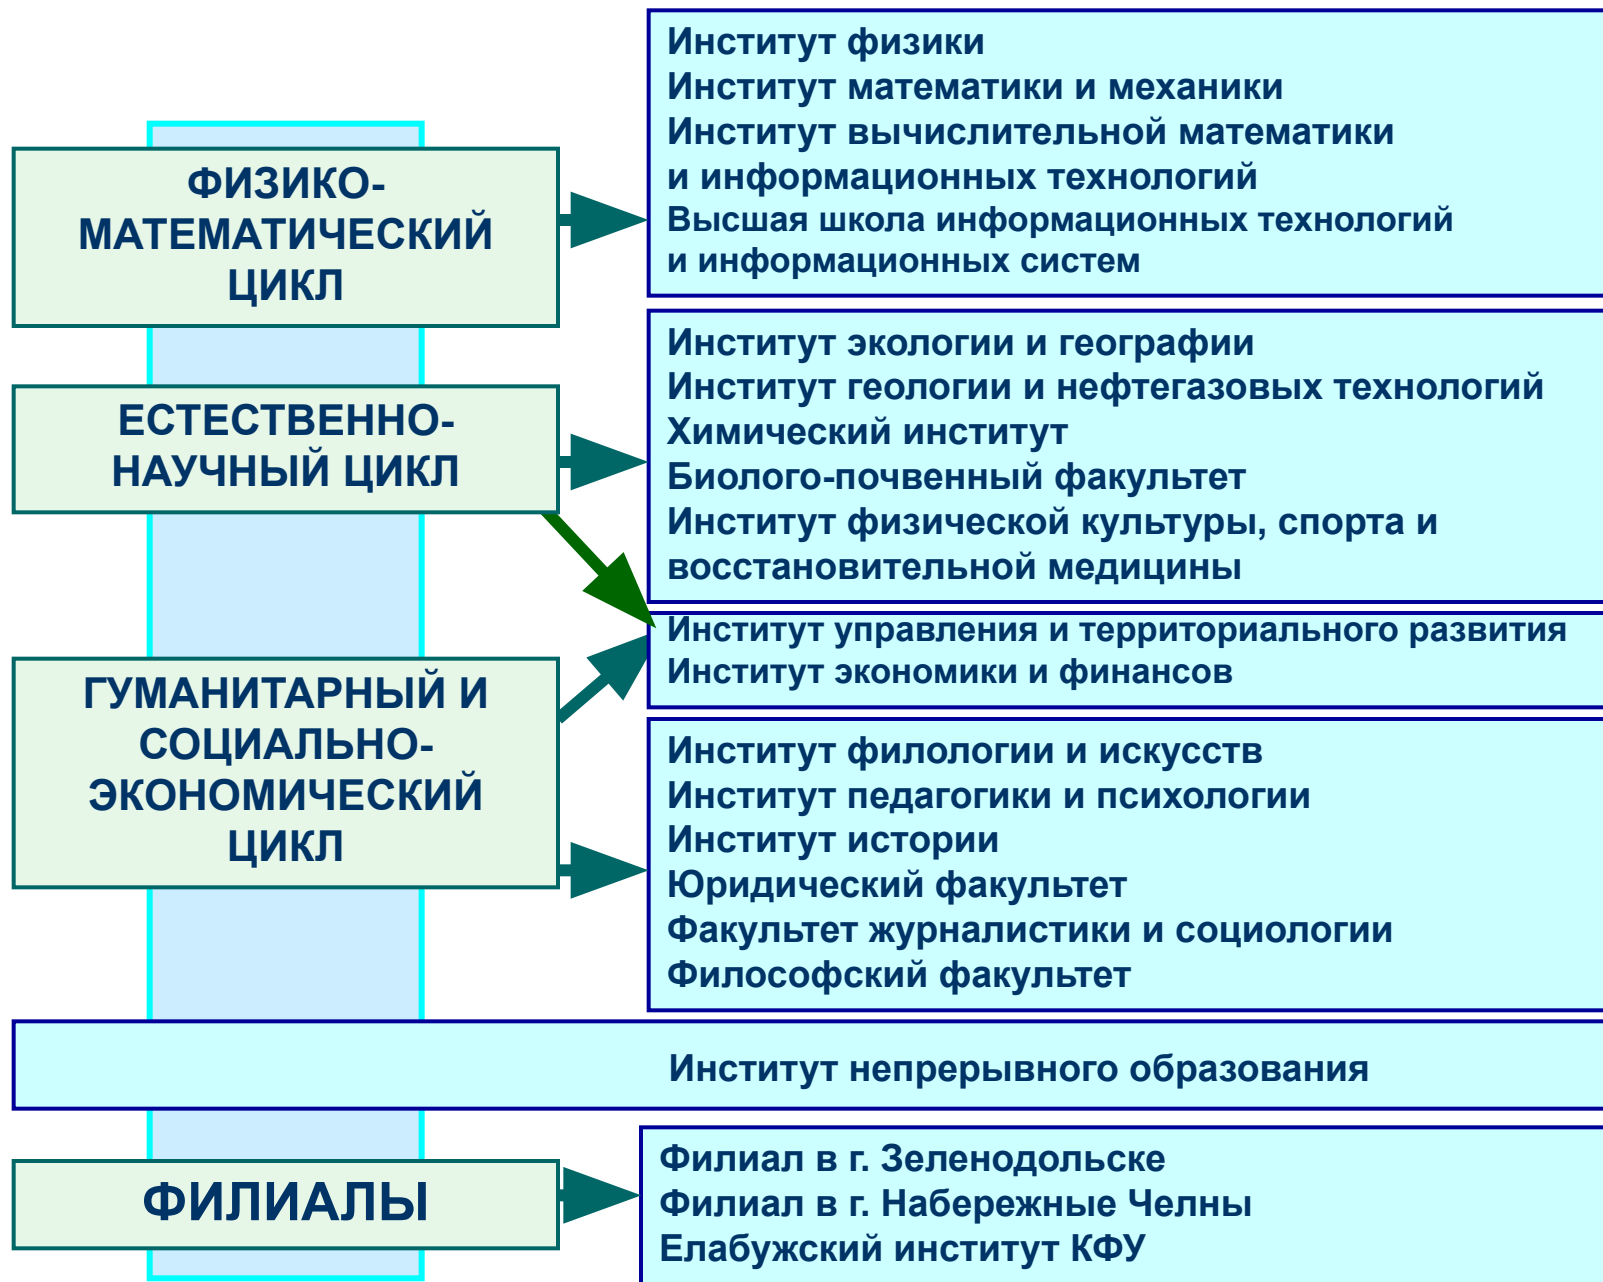 ФИЗИКО-
МАТЕМАТИЧЕСКИЙ
ЦИКЛ
Институт физики
Институт математики и механики
Институт вычислительной математики
и информационных технологий
Высшая школа информационных технологий
и информационных систем
ЕСТЕСТВЕННО-
НАУЧНЫЙ ЦИКЛ
Институт экологии и географии
Институт геологии и нефтегазовых технологий
Химический институт
Биолого-почвенный факультет
Институт физической культуры, спорта и
восстановительной медицины
Институт управления и территориального развития
Институт экономики и финансов
ГУМАНИТАРНЫЙ И
СОЦИАЛЬНО-
ЭКОНОМИЧЕСКИЙ
ЦИКЛ
Институт филологии и искусств
Институт педагогики и психологии
Институт истории
Юридический факультет
Факультет журналистики и социологии
Философский факультет
Институт непрерывного образования
ФИЛИАЛЫ
Филиал в г. Зеленодольске
Филиал в г. Набережные Челны
Елабужский институт КФУ